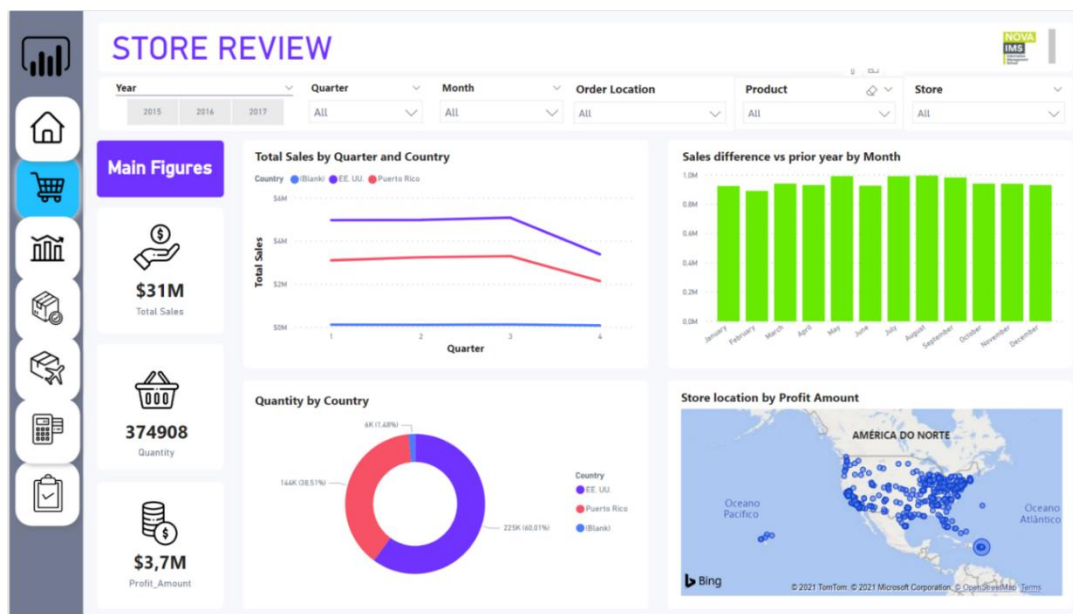 STORE REVIEW
NOVA
IMS
Information
Management
School
Year
2015 2016 2017
Quarter
All
Month
All
Order Location
All
Product
All
Store
All
Main Figures
$31M
Total Sales
374908
Quantity
$3,7M
Profit_Amount
Total Sales by Quarter and Country
Country (Blank) EE. UU. Puerto Rico
$6M
$4M
$2M
$0M
Total Sales
1 2 3 4
Quarter
Sales difference vs prior year by Month
1.0M
0.8M
0.6M
0.4M
0.2M
0.0M
January February March April May June July August September October November December
Quantity by Country
6K (1,48%)
144K (38,51%)
225K (60,01%)
Country
EE. UU.
Puerto Rico
(Blank)
Store location by Profit Amount
AMÉRICA DO NORTE
Oceano
Pacífico
Oceano
Atlântico
Bing
© 2021 TomTom © 2021 Microsoft Corporation, © OpenStreetMap Terms